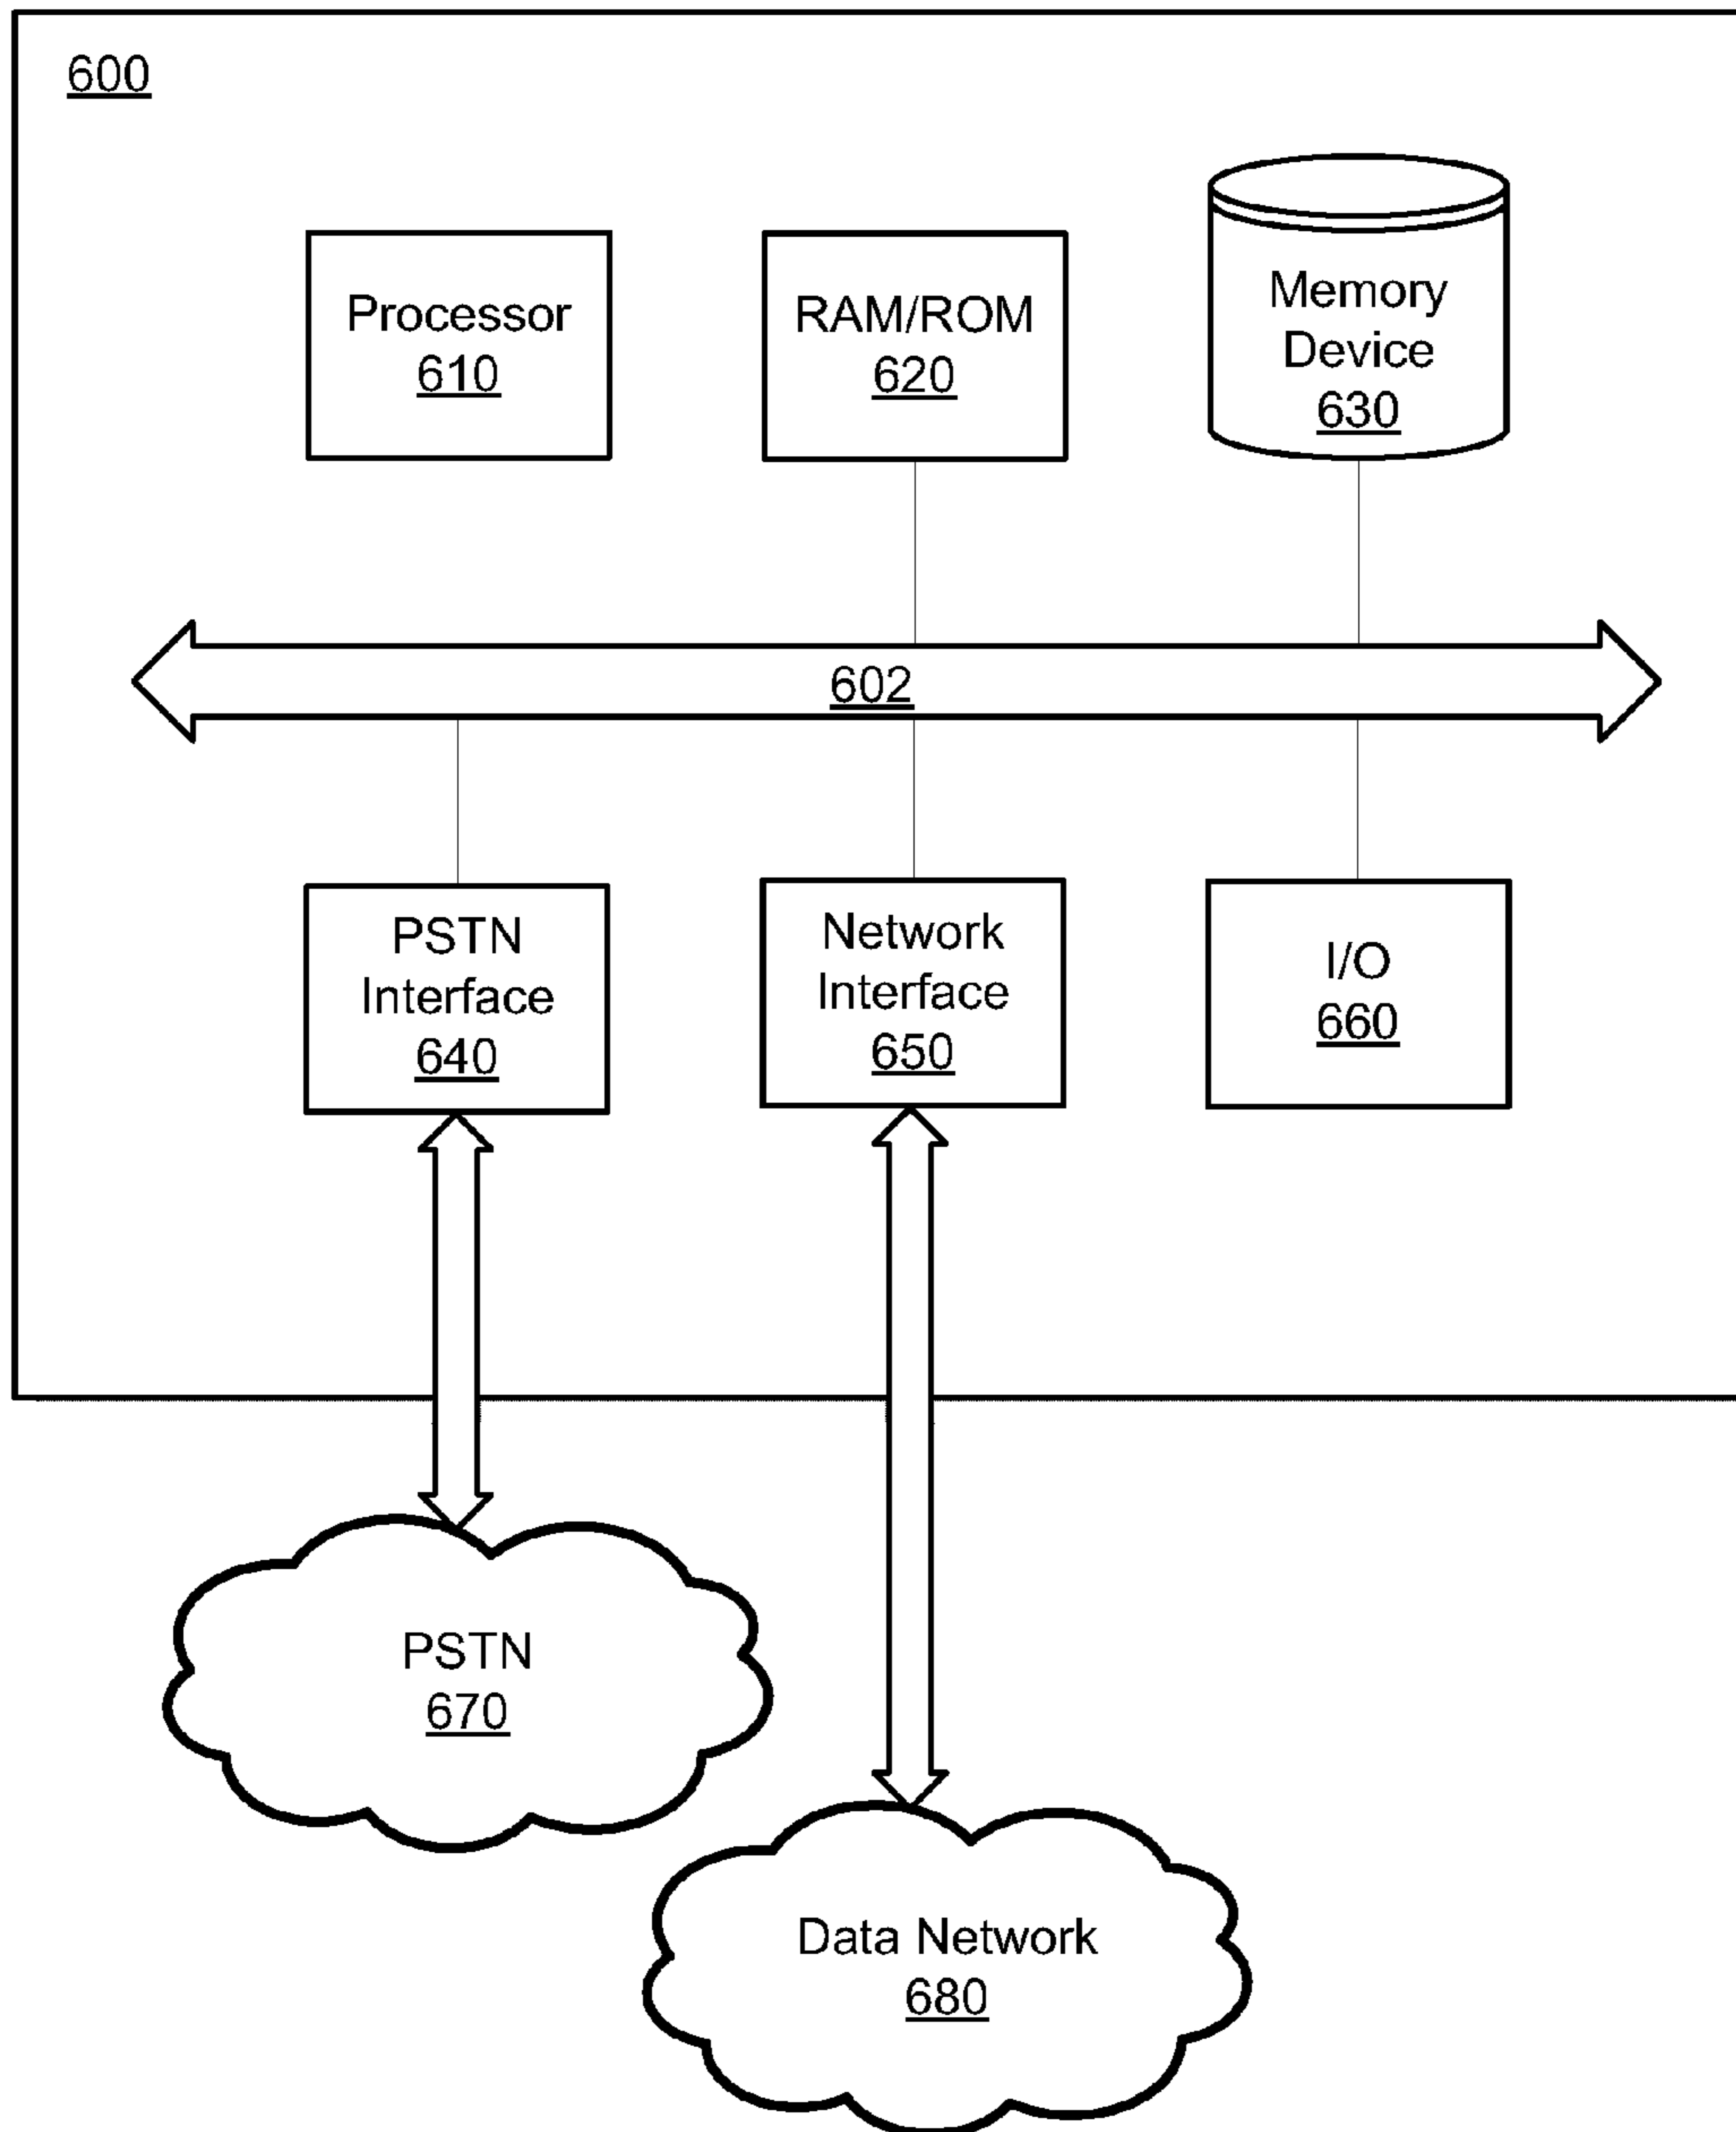 600
Processor
610
RAM/ROM
620
Memory
Device
630
602
PSTN
Interface
640
Network
Interface
650
I/O
660
PSTN
670
Data Network
680